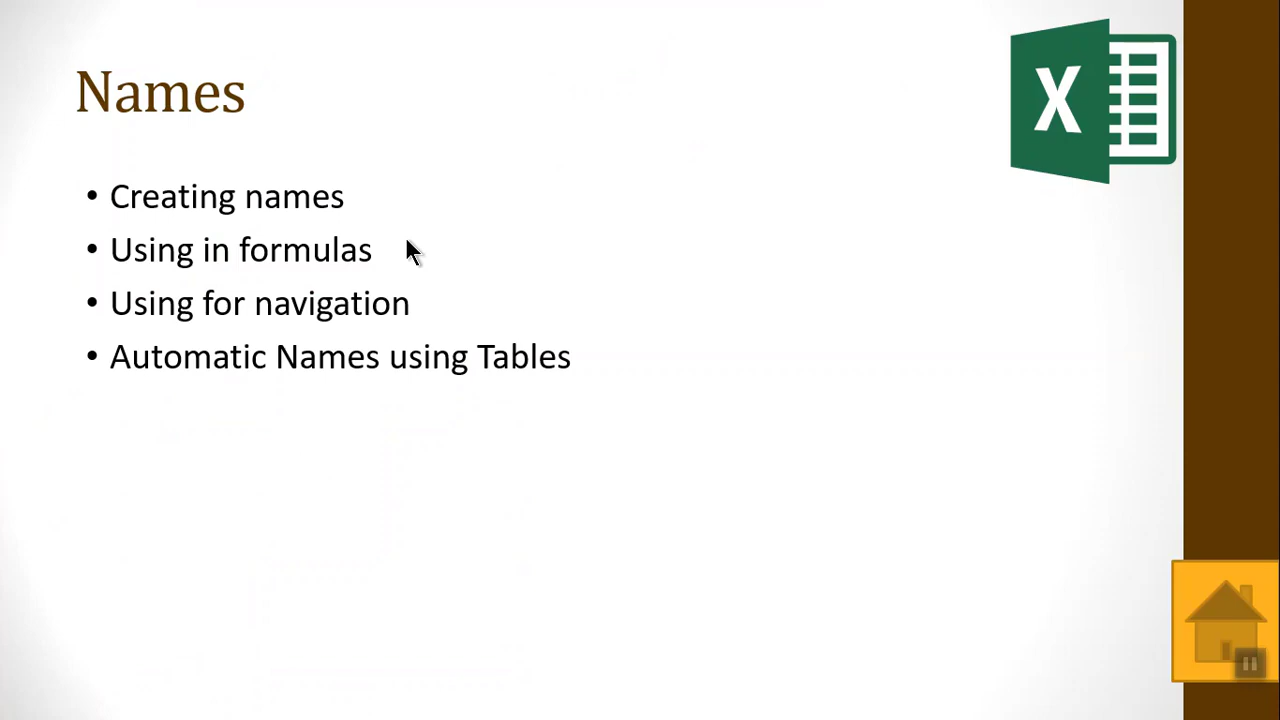 Names
X
• Creating names
• Using in formulas
• Using for navigation
• Automatic Names using Tables